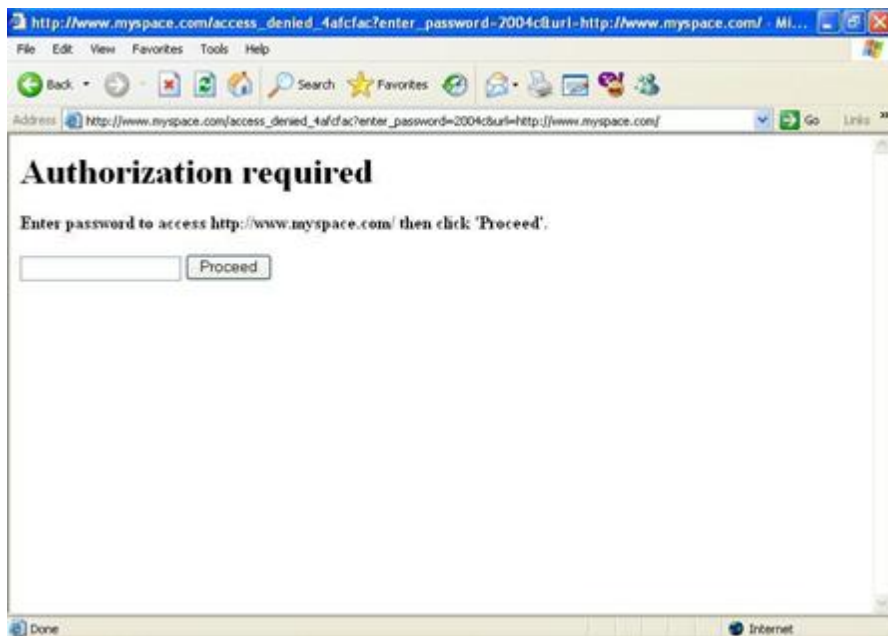 http://www.myspace.com/access_denied_4afcfac?enter_password=2004c&url=http://www.myspace.com/ - Mi...
File Edit View Favorites Tools Help
Back Search Favorites
Address http://www.myspace.com/access_denied_4afcfac?enter_password=2004c&url=http://www.myspace.com/ Go Links »
Authorization required
Enter password to access http://www.myspace.com/ then click 'Proceed'.
Proceed
Done Internet